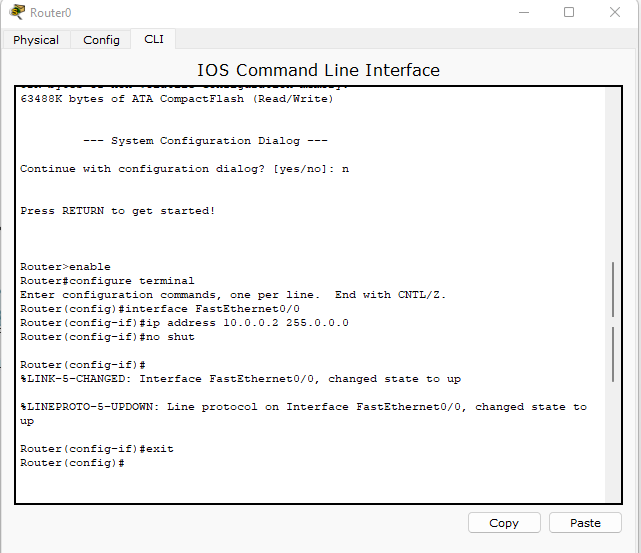 Router0
Physical Config CLI
IOS Command Line Interface
63488K bytes of ATA CompactFlash (Read/Write)
--- System Configuration Dialog ---
Continue with configuration dialog? [yes/no]: n
Press RETURN to get started!
Router>enable
Router#configure terminal
Enter configuration commands, one per line.  End with CNTL/Z.
Router(config)#interface FastEthernet0/0
Router(config-if)#ip address 10.0.0.2 255.0.0.0
Router(config-if)#no shut
Router(config-if)#
%LINK-5-CHANGED: Interface FastEthernet0/0, changed state to up
%LINEPROTO-5-UPDOWN: Line protocol on Interface FastEthernet0/0, changed state to
up
Router(config-if)#exit
Router(config)#
Copy Paste